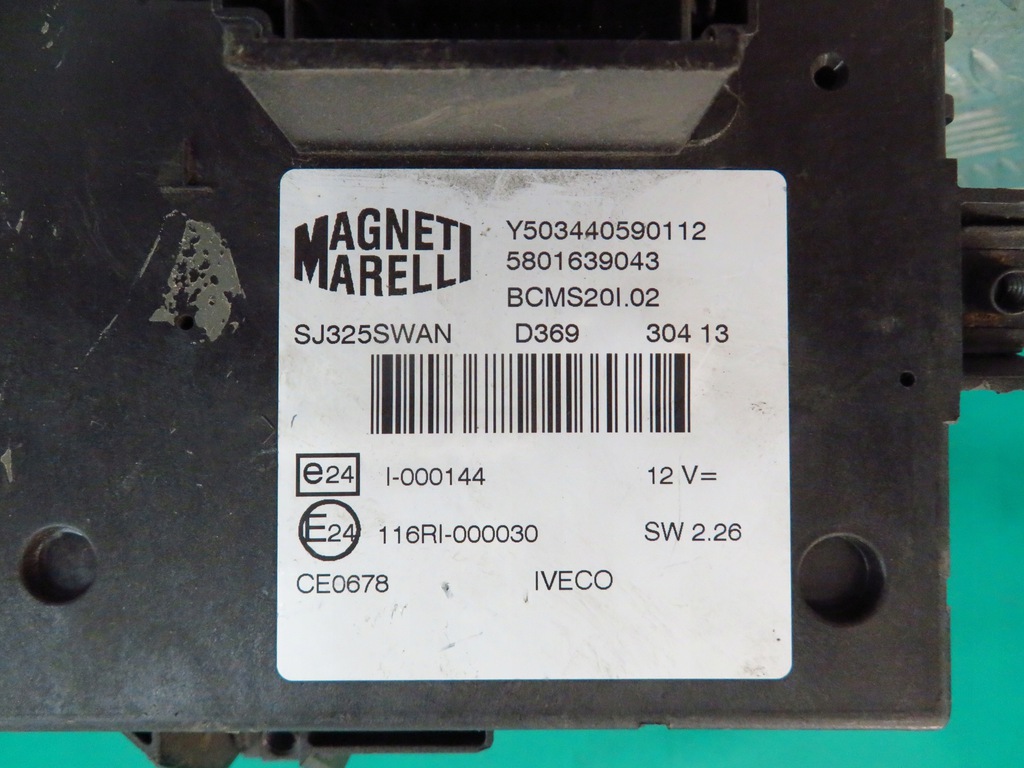 MAGNETI
MARELLI
Y503440590112
5801639043
BCMS20I.02
SJ325SWAN D369 304 13
e24 I-000144 12 V=
E24 116RI-000030 SW 2.26
CE0678 IVECO